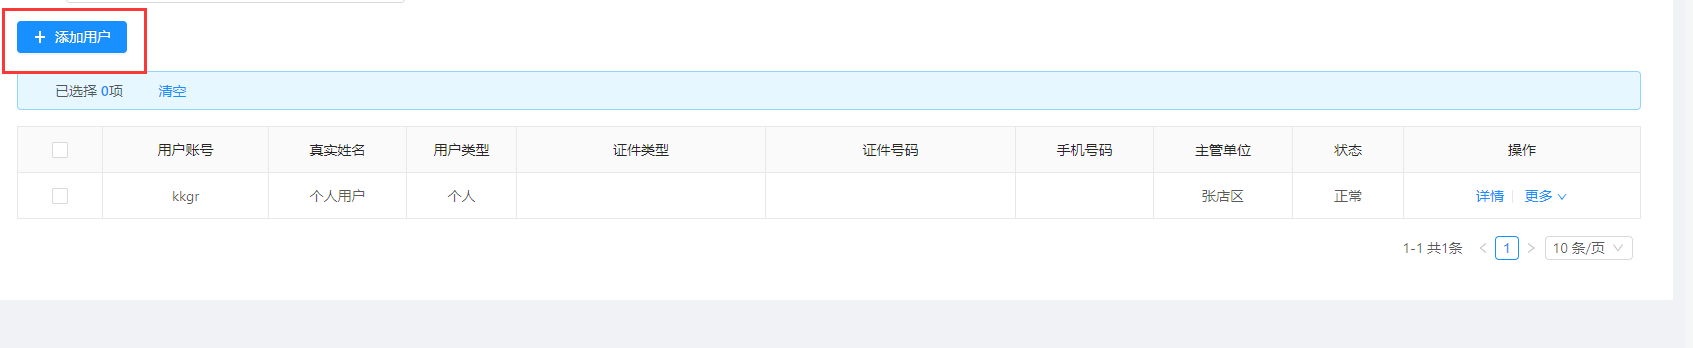 + 添加用户
已选择 0项 清空
用户账号 真实姓名 用户类型 证件类型 证件号码 手机号码 主管单位 状态 操作
kkgr 个人用户 个人 张店区 正常 详情 更多
1-1 共1条 1 10 条/页